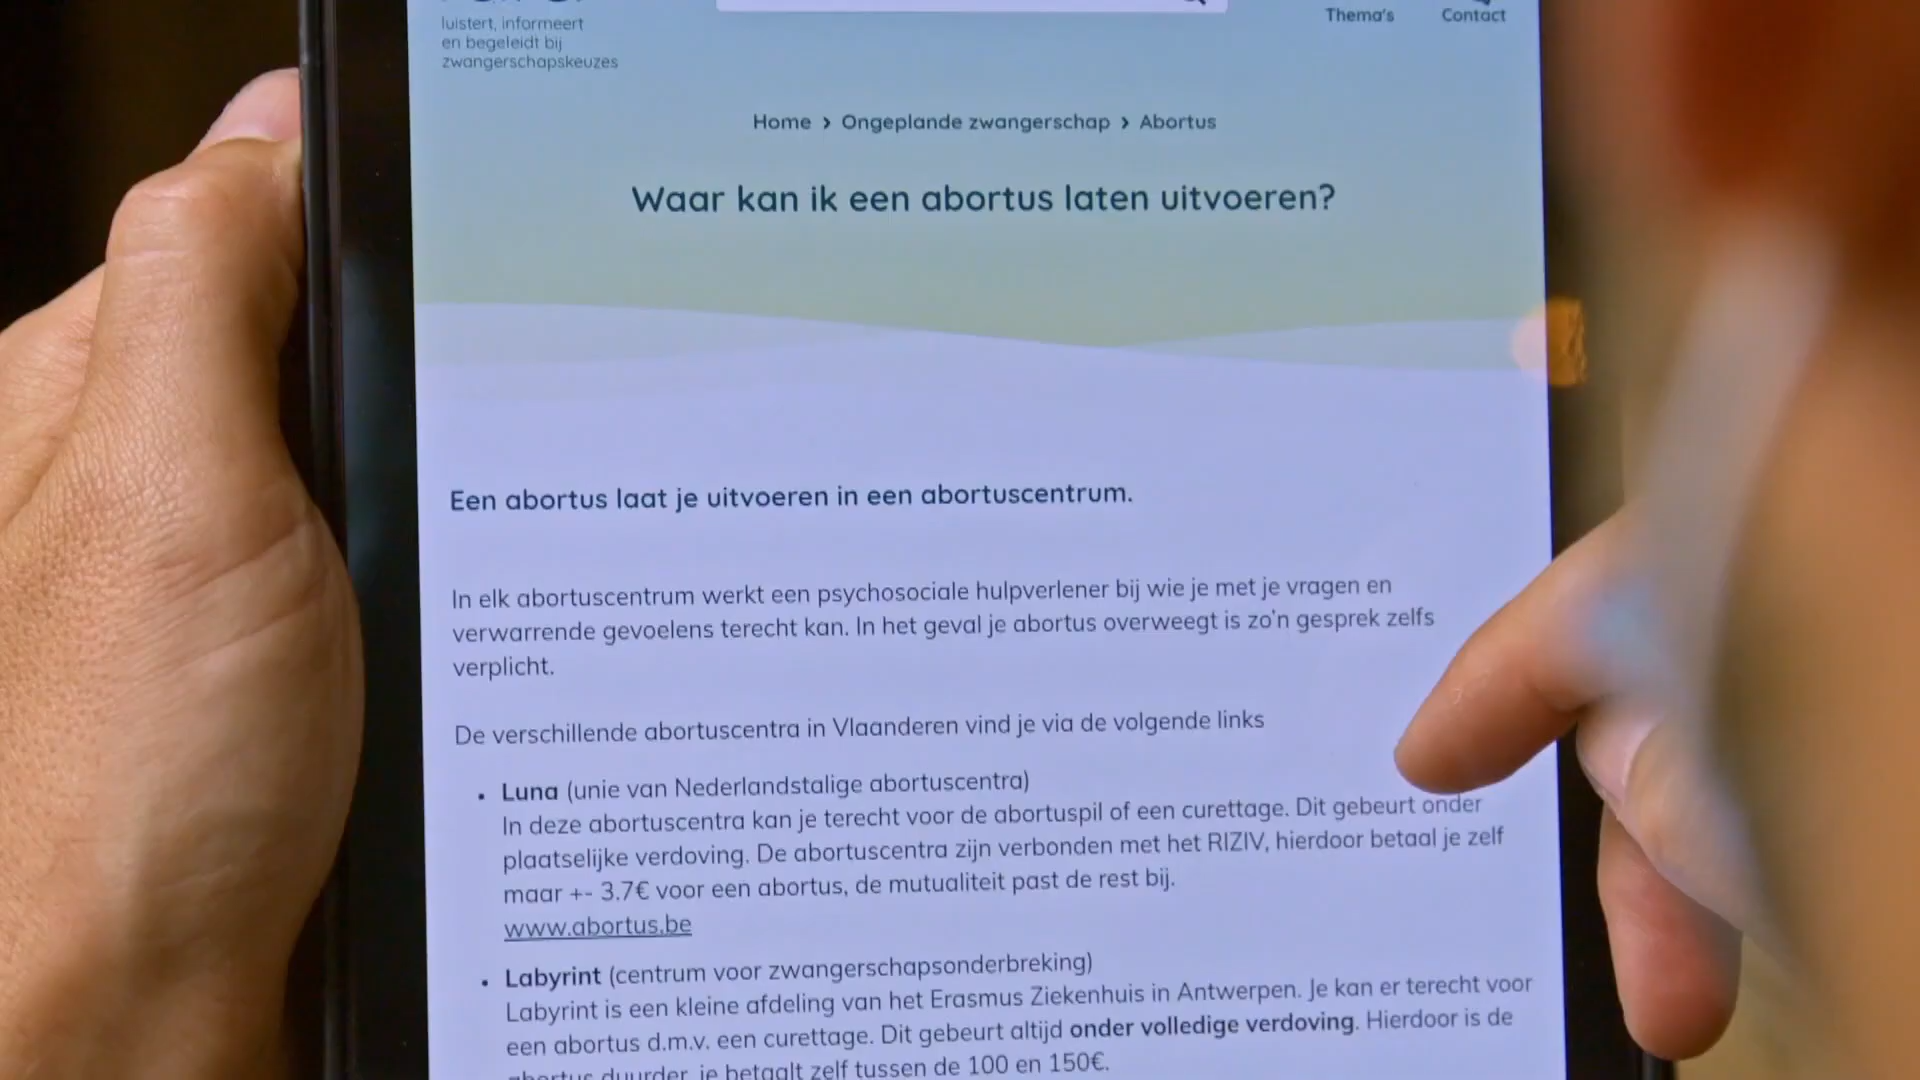 luistert, informeert
en begeleidt bij
zwangerschapskeuzes
Thema's
Contact
Home › Ongeplande zwangerschap › Abortus
Waar kan ik een abortus laten uitvoeren?
Een abortus laat je uitvoeren in een abortuscentrum.
In elk abortuscentrum werkt een psychosociale hulpverlener bij wie je met je vragen en
verwarrende gevoelens terecht kan. In het geval je abortus overweegt is zo'n gesprek zelfs
verplicht.
De verschillende abortuscentra in Vlaanderen vind je via de volgende links
• Luna (unie van Nederlandstalige abortuscentra)
In deze abortuscentra kan je terecht voor de abortuspil of een curettage. Dit gebeurt onder
plaatselijke verdoving. De abortuscentra zijn verbonden met het RIZIV, hierdoor betaal je zelf
maar +- 3.7€ voor een abortus, de mutualiteit past de rest bij.
www.abortus.be
• Labyrint (centrum voor zwangerschapsonderbreking)
Labyrint is een kleine afdeling van het Erasmus Ziekenhuis in Antwerpen. Je kan er terecht voor
een abortus d.m.v. een curettage. Dit gebeurt altijd onder volledige verdoving. Hierdoor is de
abortus duurder, je betaalt zelf tussen de 100 en 150€.